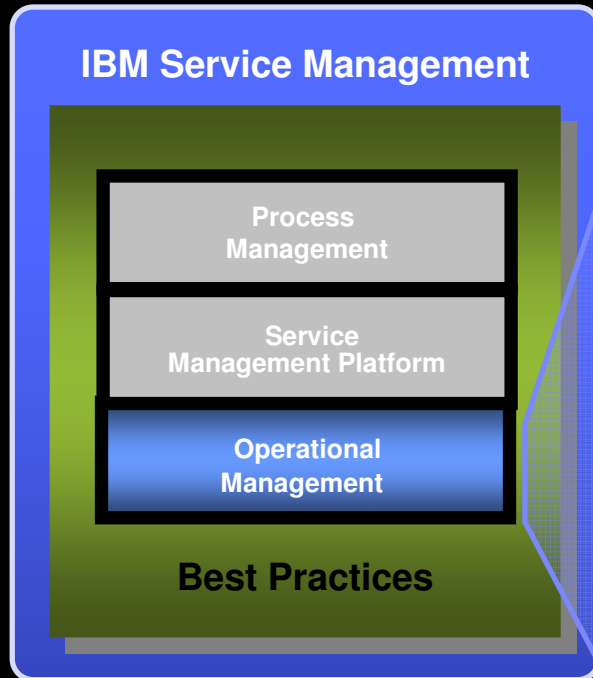 IBM Service Management
Process
Management
Service
Management Platform
Operational
Management
Best Practices